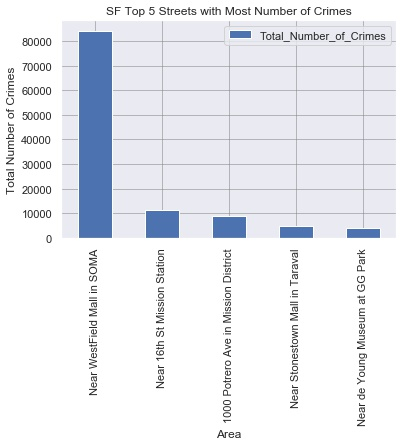 SF Top 5 Streets with Most Number of Crimes
Total_Number_of_Crimes
Total Number of Crimes
80000
70000
60000
50000
40000
30000
20000
10000
0
Near WestField Mall in SOMA
Near 16th St Mission Station
1000 Potrero Ave in Mission District
Near Stonestown Mall in Taraval
Near de Young Museum at GG Park
Area